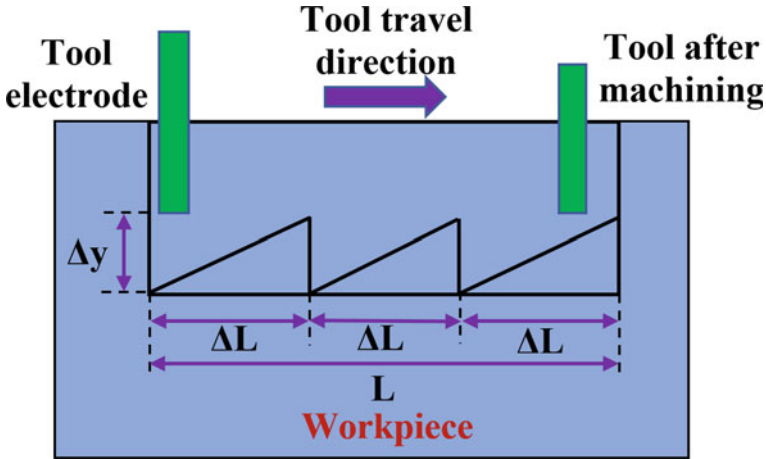 Tool
electrode
Tool travel
direction
Tool after
machining
Δy
ΔL
ΔL
ΔL
L
Workpiece